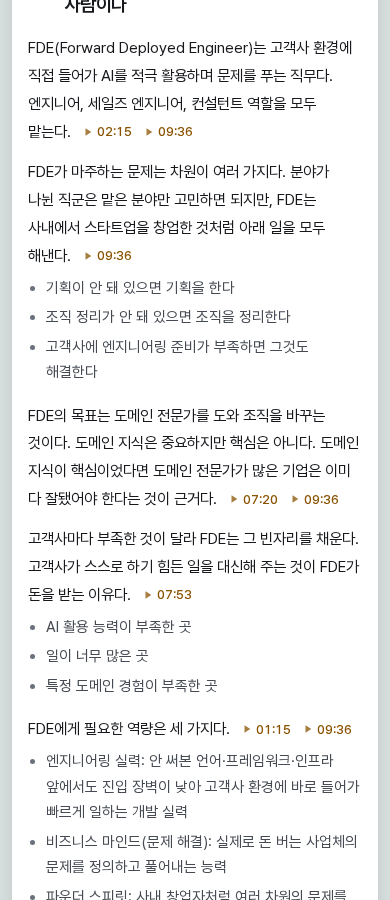 사람이다
FDE(Forward Deployed Engineer)는 고객사 환경에
직접 들어가 AI를 적극 활용하며 문제를 푸는 직무다.
엔지니어, 세일즈 엔지니어, 컨설턴트 역할을 모두
맡는다. ▶ 02:15 ▶ 09:36
FDE가 마주하는 문제는 차원이 여러 가지다. 분야가
나뉜 직군은 맡은 분야만 고민하면 되지만, FDE는
사내에서 스타트업을 창업한 것처럼 아래 일을 모두
해낸다. ▶ 09:36
• 기획이 안 돼 있으면 기획을 한다
• 조직 정리가 안 돼 있으면 조직을 정리한다
• 고객사에 엔지니어링 준비가 부족하면 그것도
해결한다
FDE의 목표는 도메인 전문가를 도와 조직을 바꾸는
것이다. 도메인 지식은 중요하지만 핵심은 아니다. 도메인
지식이 핵심이었다면 도메인 전문가가 많은 기업은 이미
다 잘됐어야 한다는 것이 근거다. ▶ 07:20 ▶ 09:36
고객사마다 부족한 것이 달라 FDE는 그 빈자리를 채운다.
고객사가 스스로 하기 힘든 일을 대신해 주는 것이 FDE가
돈을 받는 이유다. ▶ 07:53
• AI 활용 능력이 부족한 곳
• 일이 너무 많은 곳
• 특정 도메인 경험이 부족한 곳
FDE에게 필요한 역량은 세 가지다. ▶ 01:15 ▶ 09:36
• 엔지니어링 실력: 안 써본 언어·프레임워크·인프라
앞에서도 진입 장벽이 낮아 고객사 환경에 바로 들어가
빠르게 일하는 개발 실력
• 비즈니스 마인드(문제 해결): 실제로 돈 버는 사업체의
문제를 정의하고 풀어내는 능력
• 파운더 스피릿: 사내 창업자처럼 여러 차원의 문제를